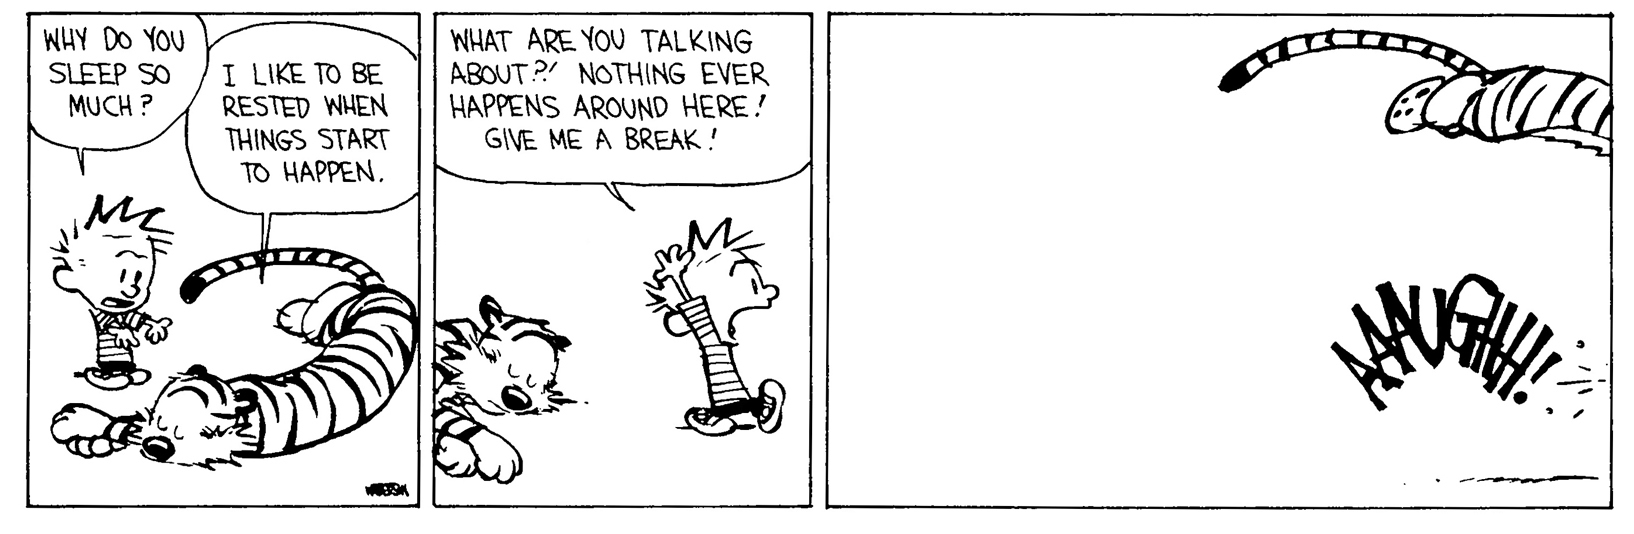 WHY DO YOU
SLEEP SO
MUCH?
I LIKE TO BE
RESTED WHEN
THINGS START
TO HAPPEN.
WHAT ARE YOU TALKING
ABOUT?!  NOTHING EVER
HAPPENS AROUND HERE!
GIVE ME A BREAK!
AAAUGHHH!